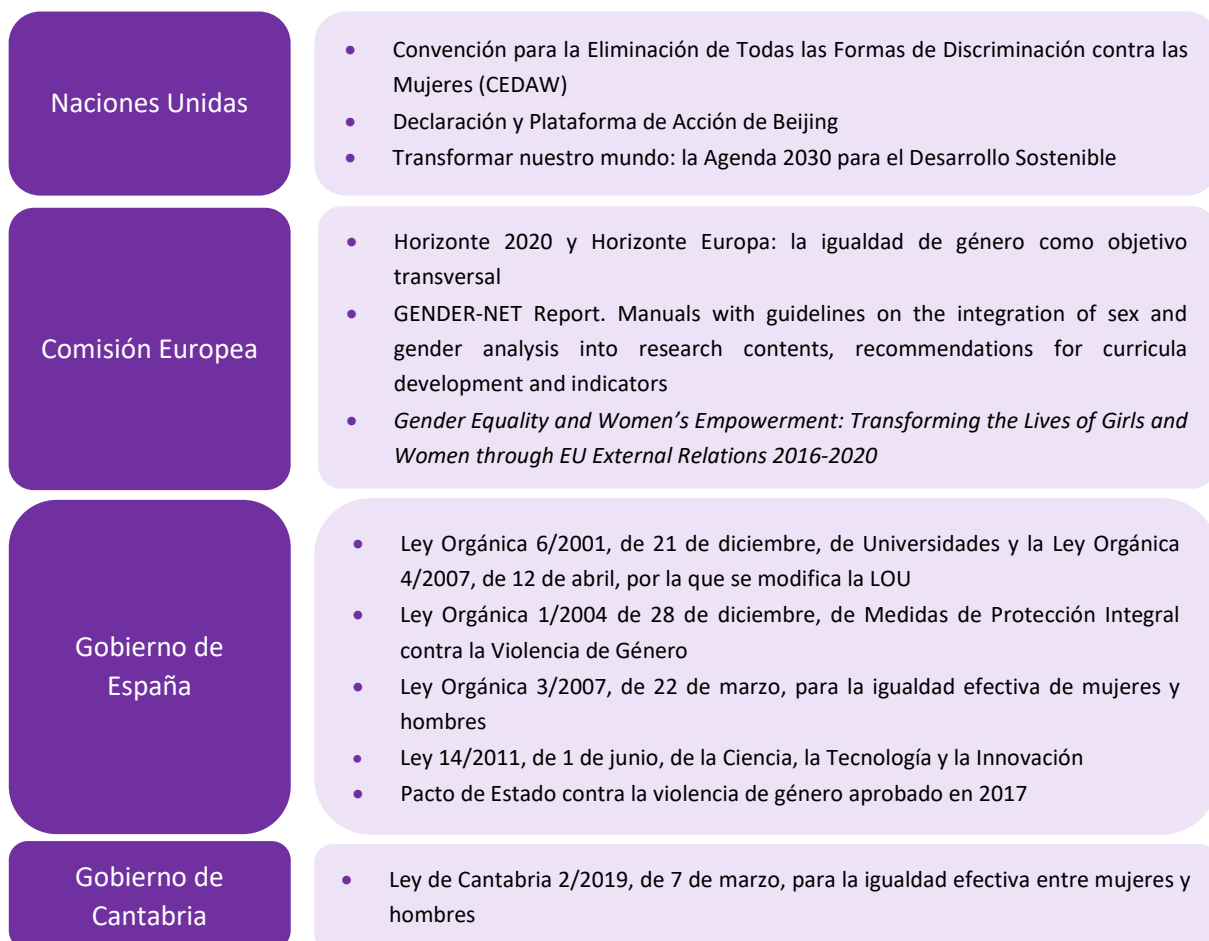 Naciones Unidas
• Convención para la Eliminación de Todas las Formas de Discriminación contra las
Mujeres (CEDAW)
• Declaración y Plataforma de Acción de Beijing
• Transformar nuestro mundo: la Agenda 2030 para el Desarrollo Sostenible
Comisión Europea
• Horizonte 2020 y Horizonte Europa: la igualdad de género como objetivo
transversal
• GENDER-NET Report. Manuals with guidelines on the integration of sex and
gender analysis into research contents, recommendations for curricula
development and indicators
• Gender Equality and Women’s Empowerment: Transforming the Lives of Girls and
Women through EU External Relations 2016-2020
Gobierno de
España
• Ley Orgánica 6/2001, de 21 de diciembre, de Universidades y la Ley Orgánica
4/2007, de 12 de abril, por la que se modifica la LOU
• Ley Orgánica 1/2004 de 28 de diciembre, de Medidas de Protección Integral
contra la Violencia de Género
• Ley Orgánica 3/2007, de 22 de marzo, para la igualdad efectiva de mujeres y
hombres
• Ley 14/2011, de 1 de junio, de la Ciencia, la Tecnología y la Innovación
• Pacto de Estado contra la violencia de género aprobado en 2017
Gobierno de
Cantabria
• Ley de Cantabria 2/2019, de 7 de marzo, para la igualdad efectiva entre mujeres y
hombres